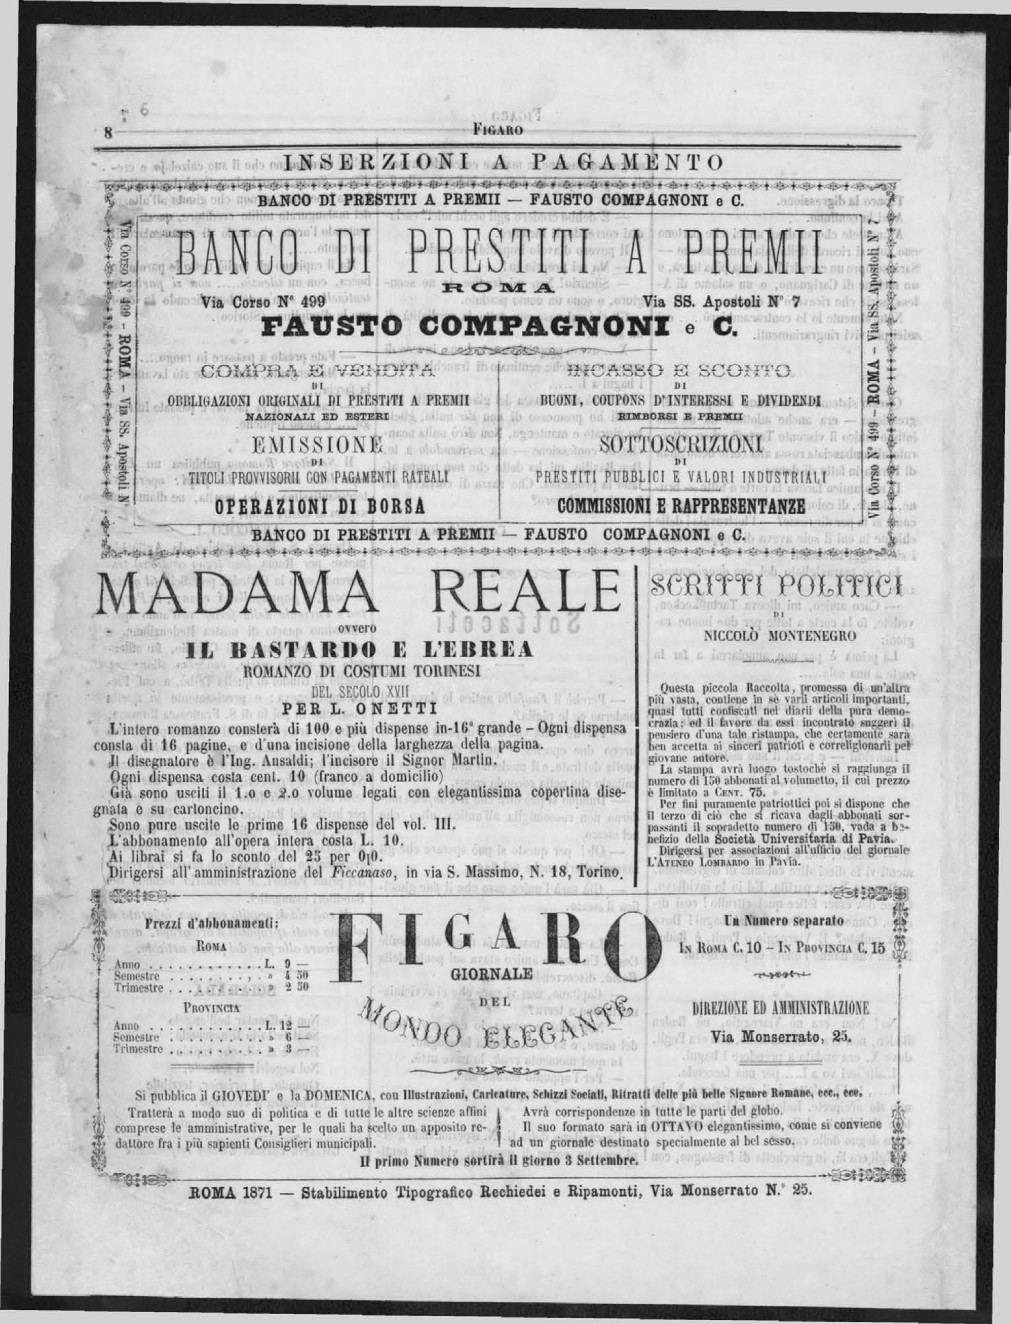 6
8
FIGARO
INSERZIONI A PAGAMENTO
BANCO DI PRESTITI A PREMII — FAUSTO COMPAGNONI e C.
Via Corso N° 499 – ROMA – Via SS. Apostoli N°
BANCO DI PRESTITI A PREMII
ROMA
Via Corso N° 499 Via SS. Apostoli N° 7
FAUSTO COMPAGNONI e C.
COMPRA E VENDITA
DI
OBBLIGAZIONI ORIGINALI DI PRESTITI A PREMII
NAZIONALI ED ESTERI
EMISSIONE
DI
TITOLI PROVVISORII CON PAGAMENTI RATEALI
OPERAZIONI DI BORSA
INCASSO E SCONTO
DI
BUONI, COUPONS D'INTERESSI E DIVIDENDI
RIMBORSI E PREMII
SOTTOSCRIZIONI
DI
PRESTITI PUBBLICI E VALORI INDUSTRIALI
COMMISSIONI E RAPPRESENTANZE
Via Corso N° 499 – ROMA – Via SS. Apostoli N° 7
BANCO DI PRESTITI A PREMII — FAUSTO COMPAGNONI e C.
MADAMA REALE
ovvero
IL BASTARDO E L'EBREA
ROMANZO DI COSTUMI TORINESI
DEL SECOLO XVII
PER L. ONETTI
L'intero romanzo consterà di 100 e più dispense in-16° grande – Ogni dispensa
consta di 16 pagine, e d'una incisione della larghezza della pagina.
Il disegnatore è l'Ing. Ansaldi; l'incisore il Signor Martin.
Ogni dispensa costa cent. 10 (franco a domicilio)
Già sono usciti il 1.o e 2.o volume legati con elegantissima copertina dise-
gnata e su cartoncino.
Sono pure uscite le prime 16 dispense del vol. III.
L'abbonamento all'opera intera costa L. 10.
Ai librai si fa lo sconto del 25 per 0|0.
Dirigersi all'amministrazione del Ficcanaso, in via S. Massimo, N. 18, Torino.
SCRITTI POLITICI
DI
NICCOLÒ MONTENEGRO
Questa piccola Raccolta, promessa di un'altra
più vasta, contiene in sè varii articoli importanti,
quasi tutti confiscati nei diarii della pura demo-
crazia; ed il favore da essi incontrato suggerì il
pensiero d'una tale ristampa, che certamente sarà
ben accetta ai sinceri patrioti e correligionarii pel
giovane autore.
La stampa avrà luogo tostochè si raggiunga il
numero di 150 abbonati al volumetto, il cui prezzo
è limitato a CENT. 75.
Per fini puramente patriottici poi si dispone che
il terzo di ciò che si ricava dagli abbonati sor-
passanti il sopradetto numero di 150, vada a be-
nefizio della Società Universitaria di Pavia.
Dirigersi per associazioni all'ufficio del giornale
L'ATENEO LOMBARDO in Pavia.
Prezzi d'abbonamenti:
ROMA
Anno . . . . . . . . . . . . L. 9 —
Semestre . . . . . . . . . . » 4 50
Trimestre . . . . . . . . . . » 2 50
PROVINCIA
Anno . . . . . . . . . . . . L. 12 —
Semestre . . . . . . . . . . » 6 —
Trimestre . . . . . . . . . . » 3 —
FIGARO
GIORNALE
DEL
MONDO ELEGANTE
Un Numero separato
IN ROMA C. 10 – IN PROVINCIA C. 15
DIREZIONE ED AMMINISTRAZIONE
Via Monserrato, 25.
Si pubblica il GIOVEDI' e la DOMENICA, con Illustrazioni, Caricature, Schizzi Sociali, Ritratti delle più belle Signore Romane, ecc., ecc.
Tratterà a modo suo di politica e di tutte le altre scienze affini
comprese le amministrative, per le quali ha scelto un apposito re-
dattore fra i più sapienti Consiglieri municipali.
Avrà corrispondenze in tutte le parti del globo.
Il suo formato sarà in OTTAVO elegantissimo, come si conviene
ad un giornale destinato specialmente al bel sesso.
Il primo Numero sortirà il giorno 3 Settembre.
ROMA 1871 — Stabilimento Tipografico Rechiedei e Ripamonti, Via Monserrato N.° 25.